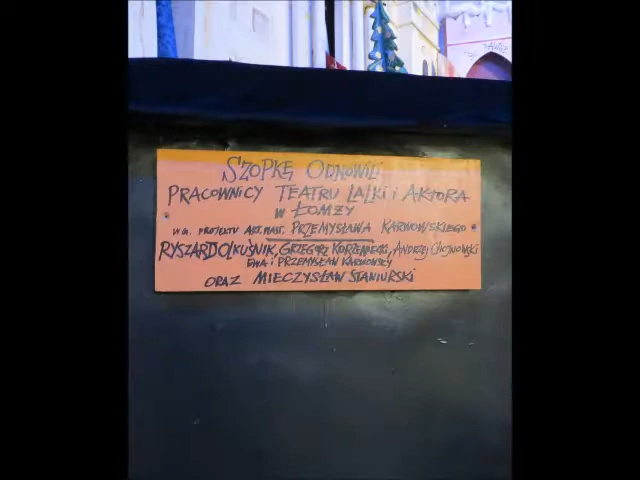 SZOPKĘ ODNOWILI
PRACOWNICY TEATRU LALKI i AKTORA
W ŁOMŻY
WG. PROJEKTU ART. PLAST. PRZEMYSŁAWA KARWOWSKIEGO
RYSZARD OLKUŚNIK, GRZEGORZ KORZENIECKI, ANDRZEJ CHOJNOWSKI
EWA i PRZEMYSŁAW KARWOWSCY
ORAZ MIECZYSŁAW STANIURSKI